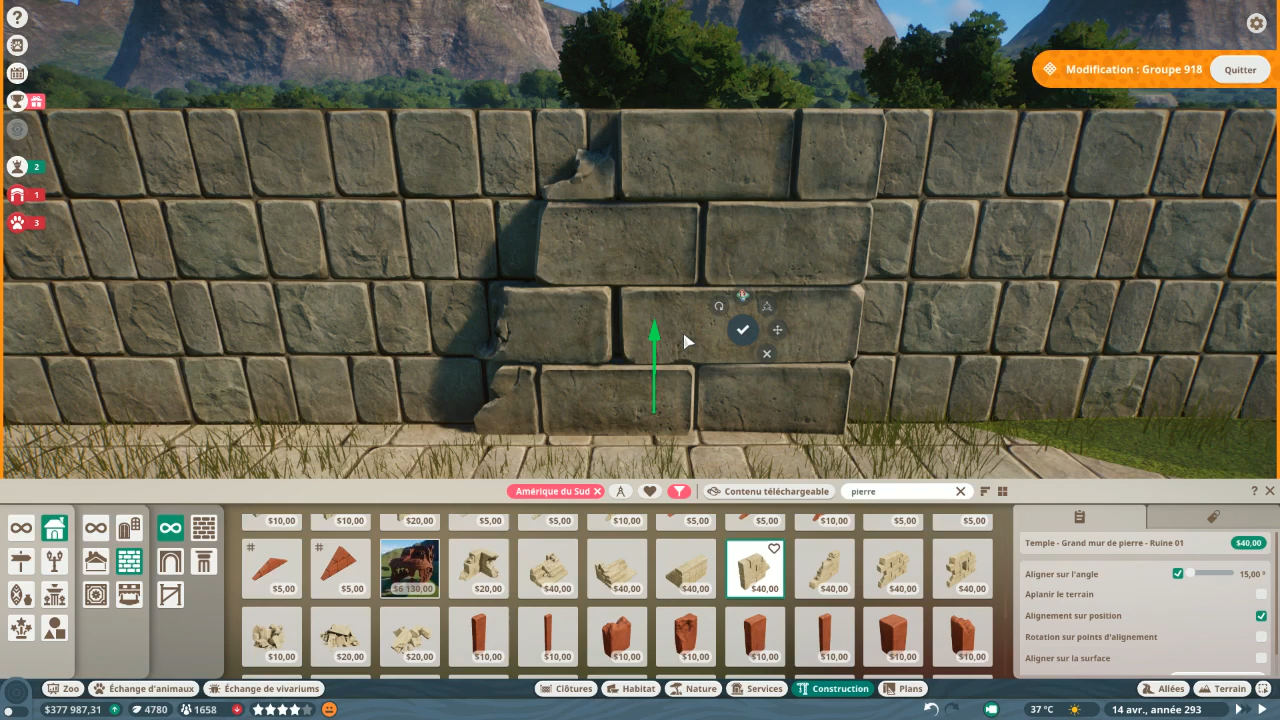 ?
Modification : Groupe 918
Quitter
2
1
3
Amérique du Sud
Contenu téléchargeable
pierre
?
$10,00 $10,00 $20,00 $5,00 $5,00 $10,00 $5,00 $5,00 $10,00 $5,00 $5,00
# $5,00 # $5,00 $6 130,00 $20,00 $40,00 $40,00 $40,00 $40,00 $40,00 $40,00 $40,00
$10,00 $20,00 $20,00 $10,00 $10,00 $10,00 $10,00 $10,00 $10,00 $10,00 $10,00
Temple - Grand mur de pierre - Ruine 01 $40,00
Aligner sur l'angle 15,00 °
Aplanir le terrain
Alignement sur position
Rotation sur points d'alignement
Aligner sur la surface
Zoo Échange d'animaux Échange de vivariums Clôtures Habitat Nature Services Construction Plans Allées Terrain
$377 987,31 4780 1658 37 °C 14 avr., année 293